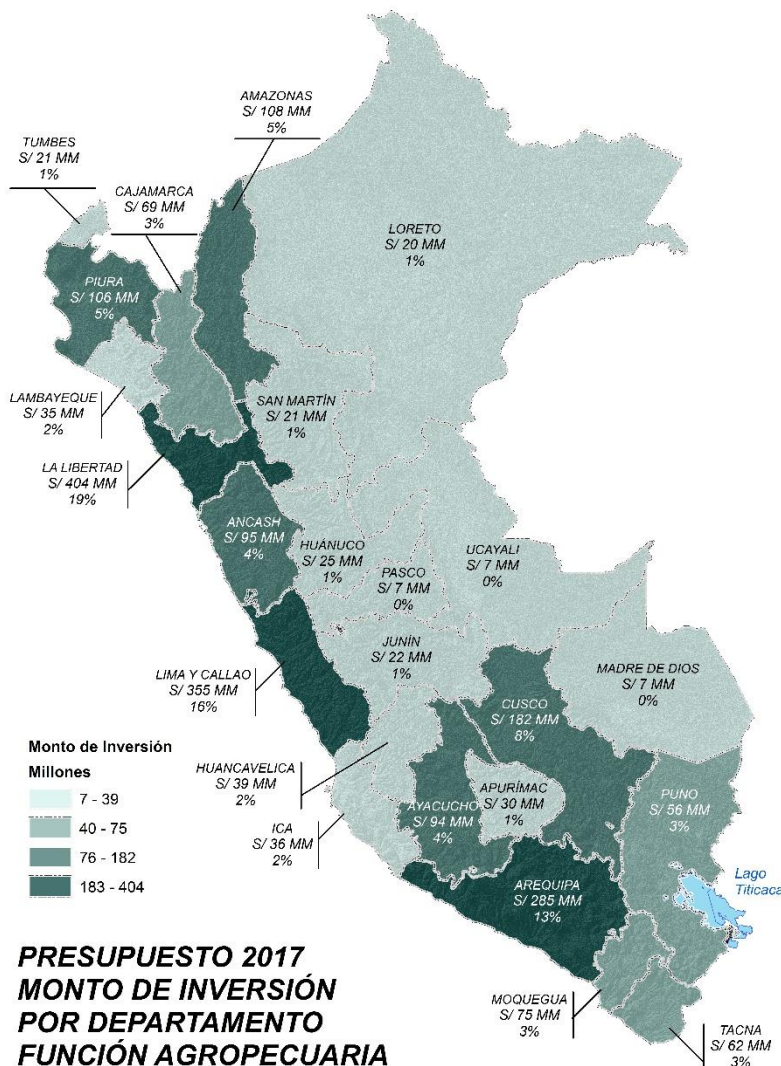 AMAZONAS
S/ 108 MM
5%
TUMBES
S/ 21 MM
1%
CAJAMARCA
S/ 69 MM
3%
LORETO
S/ 20 MM
1%
PIURA
S/ 106 MM
5%
LAMBAYEQUE
S/ 35 MM
2%
SAN MARTÍN
S/ 21 MM
1%
LA LIBERTAD
S/ 404 MM
19%
ANCASH
S/ 95 MM
4%
HUÁNUCO
S/ 25 MM
1%
UCAYALI
S/ 7 MM
0%
PASCO
S/ 7 MM
0%
JUNÍN
S/ 22 MM
1%
LIMA Y CALLAO
S/ 355 MM
16%
MADRE DE DIOS
S/ 7 MM
0%
CUSCO
S/ 182 MM
8%
HUANCAVELICA
S/ 39 MM
2%
AYACUCHO
S/ 94 MM
4%
APURÍMAC
S/ 30 MM
1%
PUNO
S/ 56 MM
3%
ICA
S/ 36 MM
2%
AREQUIPA
S/ 285 MM
13%
Lago
Titicaca
MOQUEGUA
S/ 75 MM
3%
TACNA
S/ 62 MM
3%
Monto de Inversión
Millones
7 - 39
40 - 75
76 - 182
183 - 404
PRESUPUESTO 2017
MONTO DE INVERSIÓN
POR DEPARTAMENTO
FUNCIÓN AGROPECUARIA